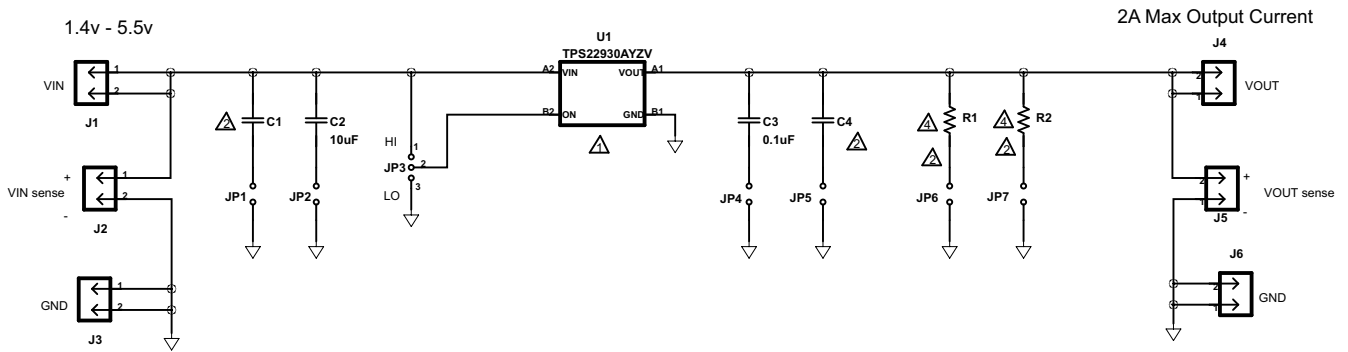 1.4v - 5.5v
2A Max Output Current
U1
TPS22930AYZV
J4
VIN
1
2
J1
A2
VIN
VOUT
A1
B2
ON
GND
B1
1
2
1
VOUT
2
C1
C2
10uF
HI
1
JP3
2
3
LO
C3
0.1uF
C4
2
4
R1
2
4
R2
2
VIN sense
+
-
1
2
J2
JP1
JP2
JP4
JP5
JP6
JP7
2
1
+
-
J5
VOUT sense
GND
1
2
J3
J6
2
1
GND